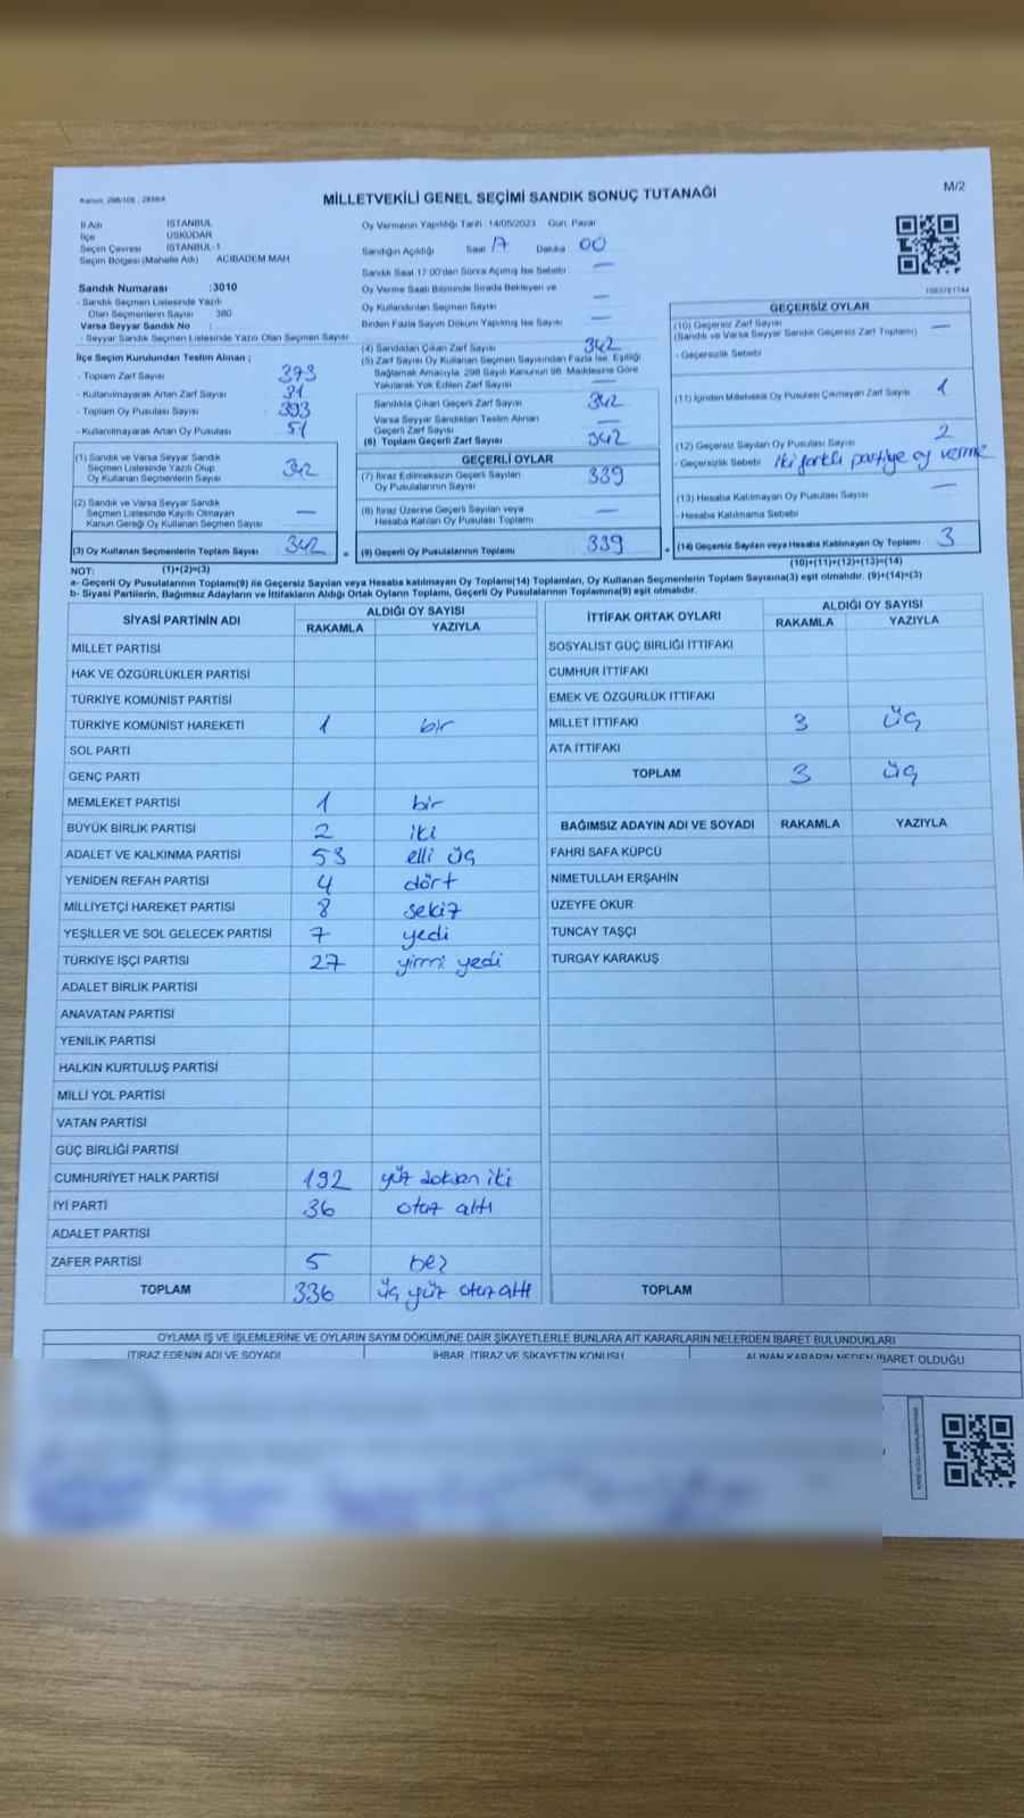 MİLLETVEKİLİ GENEL SEÇİMİ SANDIK SONUÇ TUTANAĞI
M/2
İl Adı İSTANBUL
İlçe ÜSKÜDAR
Seçim Çevresi İSTANBUL-1
Seçim Bölgesi (Mahalle Adı) ACIBADEM MAH
Sandık Numarası :3010
- Sandık Seçmen Listesinde Yazılı
Olan Seçmenlerin Sayısı 380
Varsa Seyyar Sandık No
- Seyyar Sandık Seçmen Listesinde Yazılı Olan Seçmen Sayısı
İlçe Seçim Kurulundan Teslim Alınan ;
- Toplam Zarf Sayısı
- Kullanılmayarak Artan Zarf Sayısı 31
- Toplam Oy Pusulası Sayısı 393
- Kullanılmayarak Artan Oy Pusulası 51
(1) Sandık ve Varsa Seyyar Sandık
Seçmen Listesinde Yazılı Olup
Oy Kullanan Seçmenlerin Sayısı 342
(2) Sandık ve Varsa Seyyar Sandık
Seçmen Listesinde Kayıtlı Olmayan
Kanun Gereği Oy Kullanan Seçmen Sayısı —
(3) Oy Kullanan Seçmenlerin Toplam Sayısı 342
Oy Vermenin Yapıldığı Tarih : 14/05/2023 Gün: Pazar
Sandığın Açıldığı Saat 17 Dakika 00
Sandık Saat 17:00'dan Sonra Açılmış İse Sebebi —
Oy Verme Saati Bitiminde Sırada Bekleyen ve
Oy Kullandırılan Seçmen Sayısı —
Birden Fazla Sayım Döküm Yapılmış İse Sayısı —
(4) Sandıktan Çıkan Zarf Sayısı 342
(5) Zarf Sayısı Oy Kullanan Seçmen Sayısından Fazla İse, Eşitliği
Sağlamak Amacıyla 298 Sayılı Kanunun 98. Maddesine Göre
Yakılarak Yok Edilen Zarf Sayısı —
Sandıkta Çıkan Geçerli Zarf Sayısı 342
Varsa Seyyar Sandıktan Teslim Alınan
Geçerli Zarf Sayısı —
(6) Toplam Geçerli Zarf Sayısı 342
GEÇERLİ OYLAR
(7) İtiraz Edilmeksizin Geçerli Sayılan
Oy Pusulalarının Sayısı 339
(8) İtiraz Üzerine Geçerli Sayılan veya
Hesaba Katılan Oy Pusulası Toplamı —
(9) Geçerli Oy Pusulalarının Toplamı 339
GEÇERSİZ OYLAR
(10) Geçersiz Zarf Sayısı —
(Sandık ve Varsa Seyyar Sandık Geçersiz Zarf Toplamı)
- Geçersizlik Sebebi
(11) İçinden Milletvekili Oy Pusulası Çıkmayan Zarf Sayısı 1
(12) Geçersiz Sayılan Oy Pusulası Sayısı 2
- Geçersizlik Sebebi iki farklı partiye oy verme
(13) Hesaba Katılmayan Oy Pusulası Sayısı —
- Hesaba Katılmama Sebebi
(14) Geçersiz Sayılan veya Hesaba Katılmayan Oy Toplamı 3
(10)+(11)+(12)+(13)=(14)
NOT: (1)+(2)=(3)
a- Geçerli Oy Pusulalarının Toplamı(9) ile Geçersiz Sayılan veya Hesaba katılmayan Oy Toplamı(14) Toplamları, Oy Kullanan Seçmenlerin Toplam Sayısına(3) eşit olmalıdır. (9)+(14)=(3)
b- Siyasi Partilerin, Bağımsız Adayların ve İttifakların Aldığı Ortak Oyların Toplamı, Geçerli Oy Pusulalarının Toplamına(9) eşit olmalıdır.
SİYASİ PARTİNİN ADI ALDIĞI OY SAYISI
RAKAMLA YAZIYLA
MİLLET PARTİSİ
HAK VE ÖZGÜRLÜKLER PARTİSİ
TÜRKİYE KOMÜNİST PARTİSİ
TÜRKİYE KOMÜNİST HAREKETİ 1 bir
SOL PARTİ
GENÇ PARTİ
MEMLEKET PARTİSİ 1 bir
BÜYÜK BİRLİK PARTİSİ 2 iki
ADALET VE KALKINMA PARTİSİ 53 elli üç
YENİDEN REFAH PARTİSİ 4 dört
MİLLİYETÇİ HAREKET PARTİSİ 8 sekiz
YEŞİLLER VE SOL GELECEK PARTİSİ 7 yedi
TÜRKİYE İŞÇİ PARTİSİ 27 yirmi yedi
ADALET BİRLİK PARTİSİ
ANAVATAN PARTİSİ
YENİLİK PARTİSİ
HALKIN KURTULUŞ PARTİSİ
MİLLİ YOL PARTİSİ
VATAN PARTİSİ
GÜÇ BİRLİĞİ PARTİSİ
CUMHURİYET HALK PARTİSİ 192 yüz doksan iki
İYİ PARTİ 36 otuz altı
ADALET PARTİSİ
ZAFER PARTİSİ 5 beş
TOPLAM 336 üç yüz otuz altı
İTTİFAK ORTAK OYLARI ALDIĞI OY SAYISI
RAKAMLA YAZIYLA
SOSYALİST GÜÇ BİRLİĞİ İTTİFAKI
CUMHUR İTTİFAKI
EMEK VE ÖZGÜRLÜK İTTİFAKI
MİLLET İTTİFAKI 3 üç
ATA İTTİFAKI
TOPLAM 3 üç
BAĞIMSIZ ADAYIN ADI VE SOYADI RAKAMLA YAZIYLA
FAHRİ SAFA KÜPCÜ
NİMETULLAH ERŞAHİN
ÜZEYFE OKUR
TUNCAY TAŞÇI
TURGAY KARAKUŞ
TOPLAM
OYLAMA İŞ VE İŞLEMLERİNE VE OYLARIN SAYIM DÖKÜMÜNE DAİR ŞİKAYETLERLE BUNLARA AİT KARARLARIN NELERDEN İBARET BULUNDUKLARI
İTİRAZ EDENİN ADI VE SOYADI İHBAR, İTİRAZ VE ŞİKAYETİN KONUSU ALINAN KARARIN NEDEN İBARET OLDUĞU